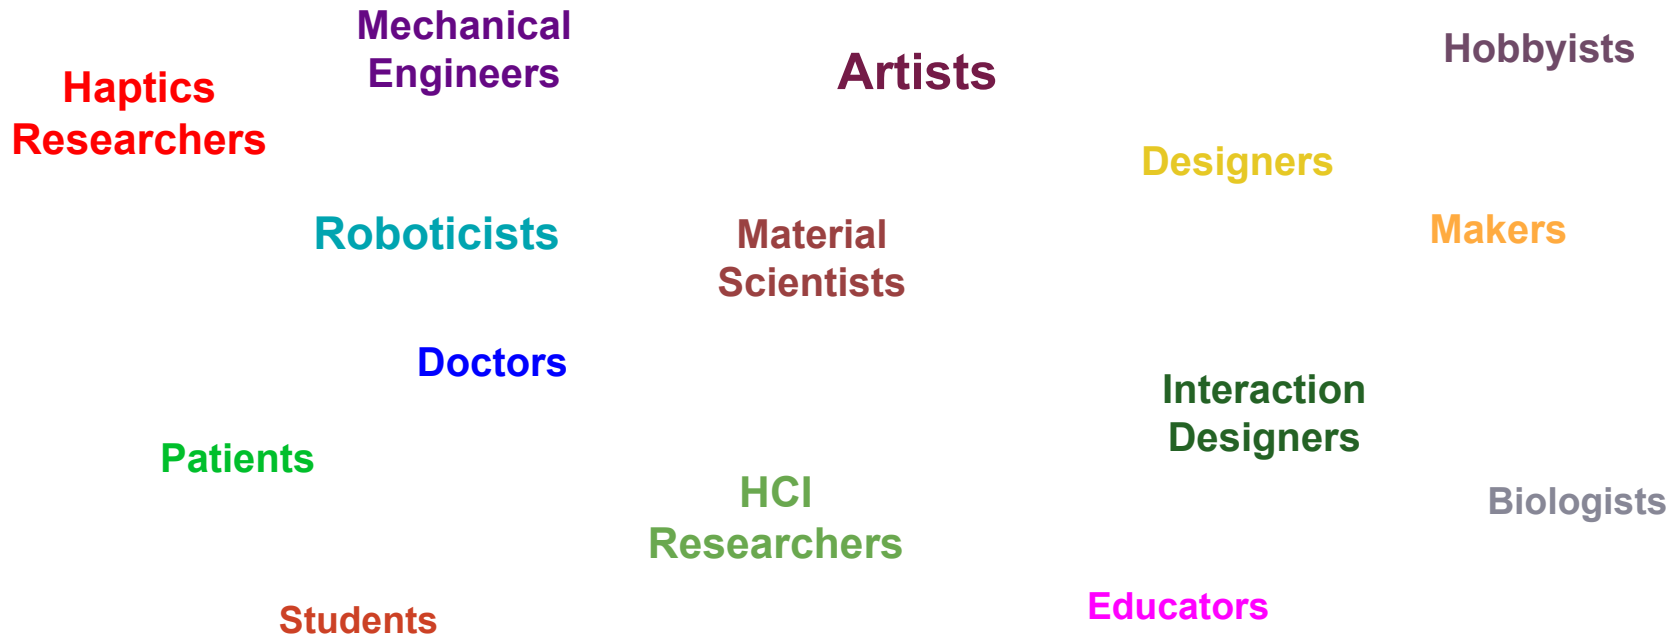 Mechanical
Engineers
Haptics
Researchers
Artists
Hobbyists
Designers
Roboticists
Material
Scientists
Makers
Doctors
Interaction
Designers
Patients
HCI
Researchers
Biologists
Students
Educators